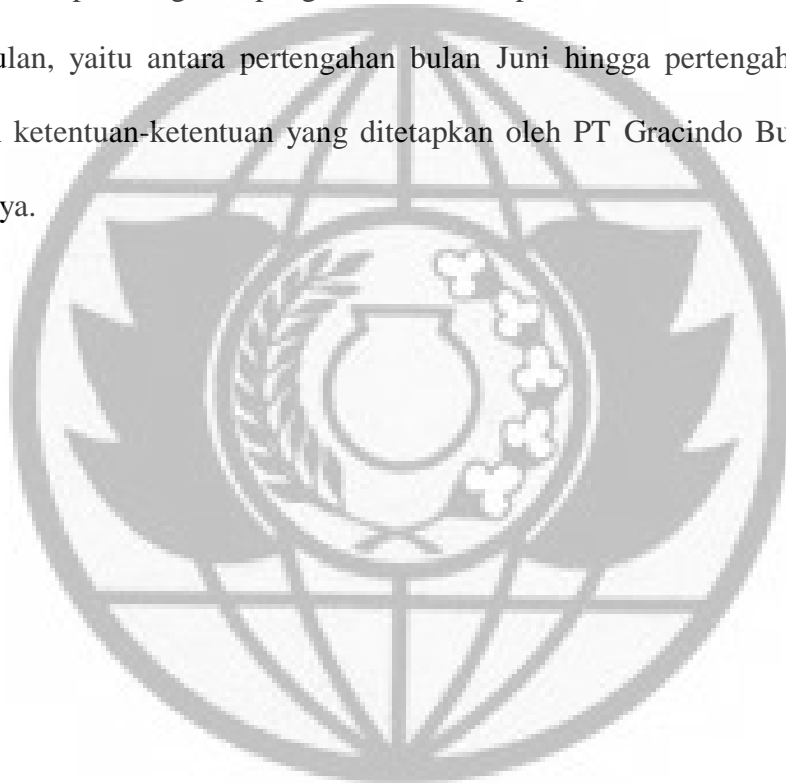 ulan, yaitu antara pertengahan bulan Juni hingga pertengah
ketentuan-ketentuan yang ditetapkan oleh PT Gracindo Bu
ya.